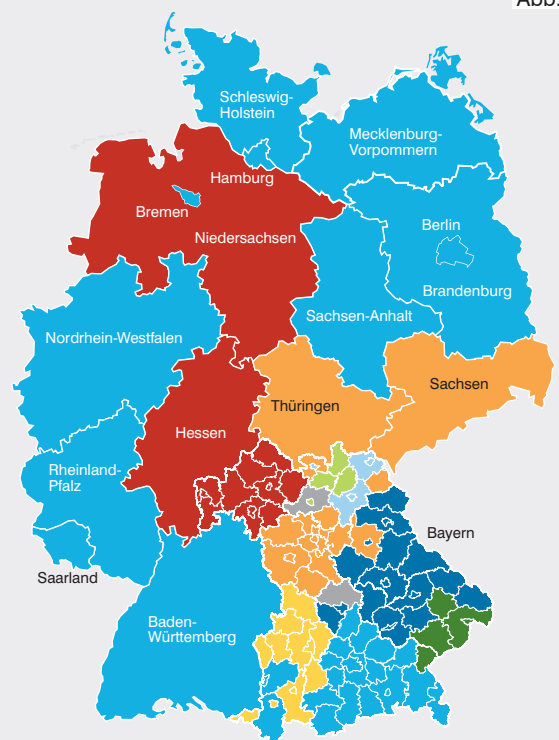 Abb.
Schleswig-
Holstein
Mecklenburg-
Vorpommern
Hamburg
Bremen
Niedersachsen
Berlin
Brandenburg
Sachsen-Anhalt
Nordrhein-Westfalen
Sachsen
Thüringen
Hessen
Rheinland-
Pfalz
Bayern
Saarland
Baden-
Württemberg